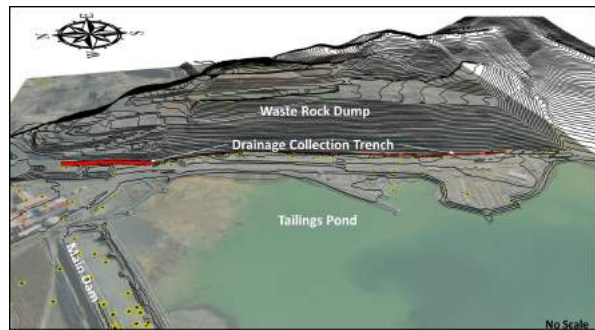 E
N
S
W
Waste Rock Dump
Drainage Collection Trench
Tailings Pond
Main Dam
No Scale